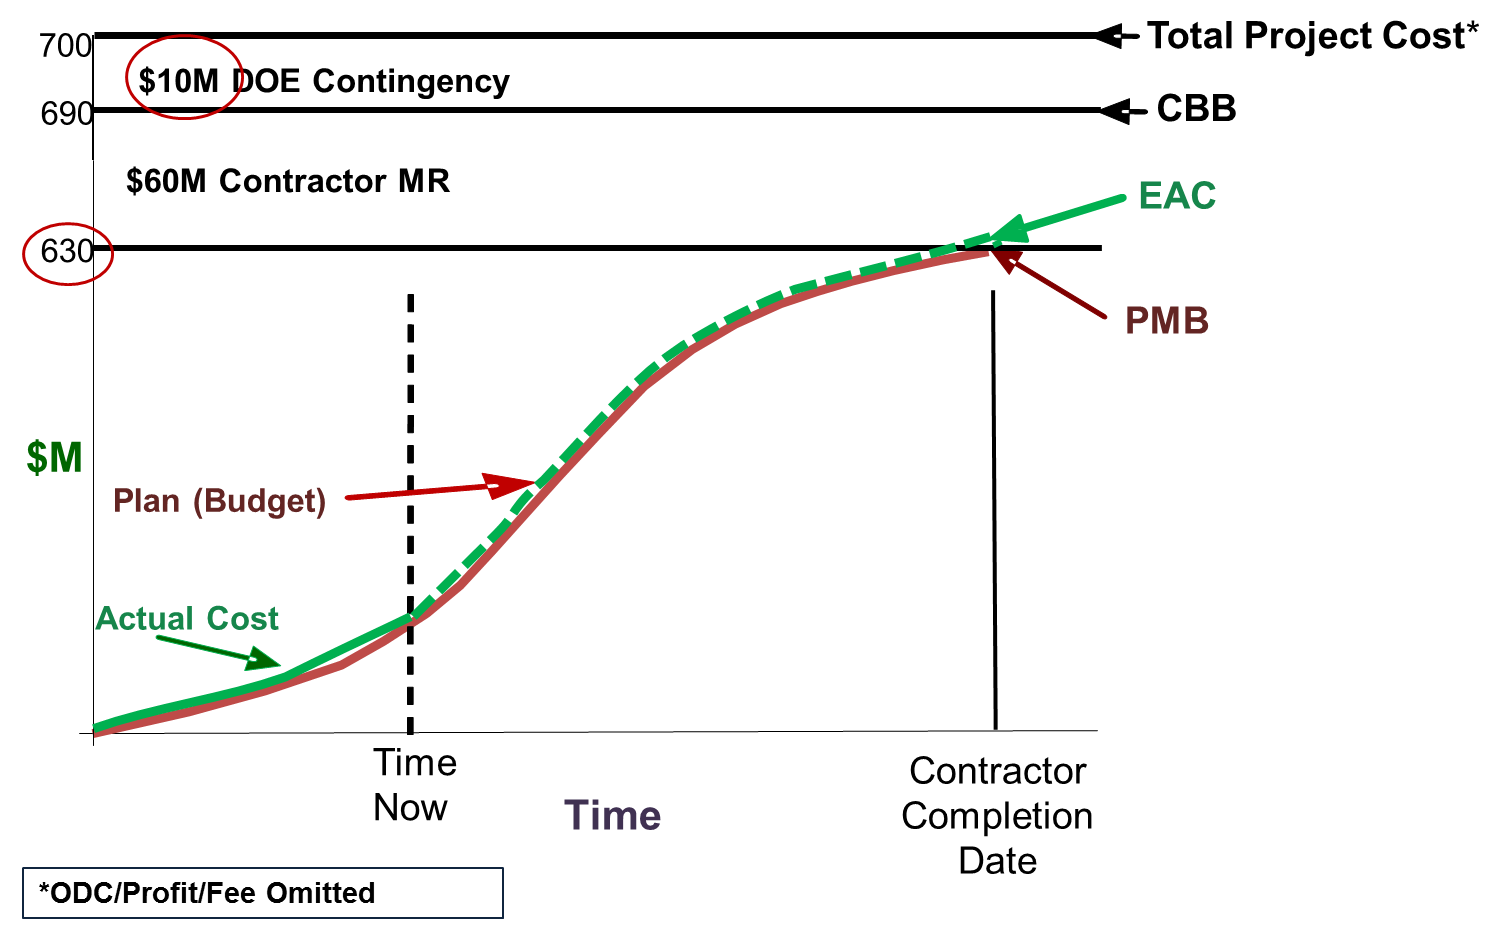 700
Total Project Cost*
$10M DOE Contingency
690
CBB
$60M Contractor MR
EAC
630
PMB
$M
Plan (Budget)
Actual Cost
Time
Now
Time
Contractor
Completion
Date
*ODC/Profit/Fee Omitted